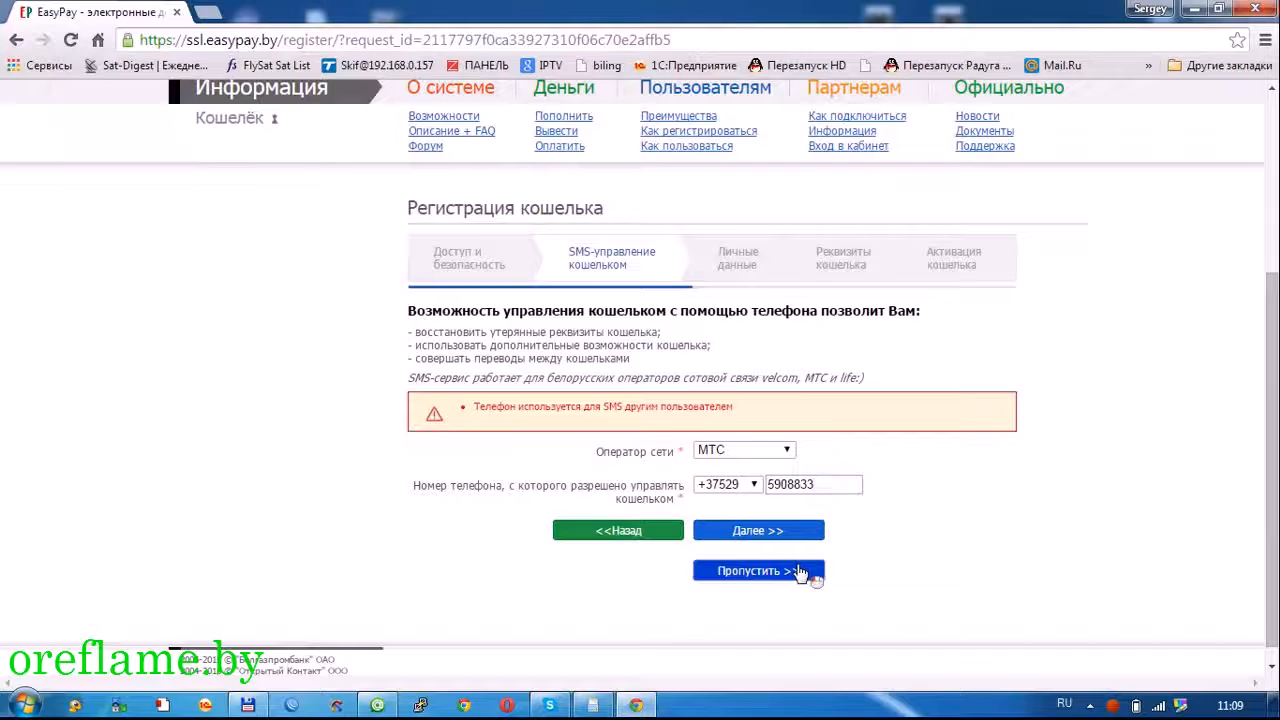 EasyPay - электронные д
Sergey
https://ssl.easypay.by/register/?request_id=2117797f0ca33927310f06c70e2affb5
Сервисы
Sat-Digest | Ежедне...
FlySat Sat List
Skif@192.168.0.157
ПАНЕЛЬ
IPTV
biling
1С:Предприятие
Перезапуск HD
Перезапуск Радуга ...
Mail.Ru
»
Другие закладки
Информация
О системе
Деньги
Пользователям
Партнерам
Официально
Кошелёк
Возможности
Пополнить
Преимущества
Как подключиться
Новости
Описание + FAQ
Вывести
Как регистрироваться
Информация
Документы
Форум
Оплатить
Как пользоваться
Вход в кабинет
Поддержка
Регистрация кошелька
Доступ и
безопасность
SMS-управление
кошельком
Личные
данные
Реквизиты
кошелька
Активация
кошелька
Возможность управления кошельком с помощью телефона позволит Вам:
- восстановить утерянные реквизиты кошелька;
- использовать дополнительные возможности кошелька;
- совершать переводы между кошельками
SMS-сервис работает для белорусских операторов сотовой связи velcom, МТС и life:)
Телефон используется для SMS другим пользователем
Оператор сети *
МТС
Номер телефона, с которого разрешено управлять
кошельком *
+37529
5908833
<<Назад
Далее >>
Пропустить >>
oreflame.by
© "Белгазпромбанк" ОАО
© "Открытый Контакт" ООО
RU
11:09